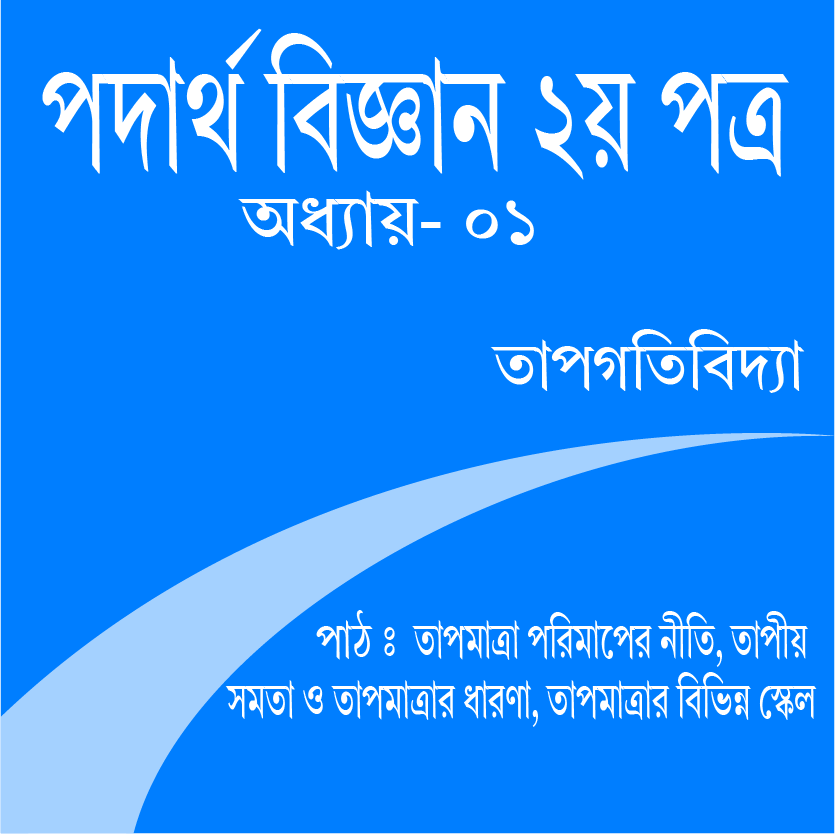 পদার্থ বিজ্ঞান ২য় পত্র
অধ্যায়- ০১
তাপগতিবিদ্যা
পাঠ ঃ তাপমাত্রা পরিমাপের নীতি, তাপীয়
সমতা ও তাপমাত্রার ধারণা, তাপমাত্রার বিভিন্ন স্কেল